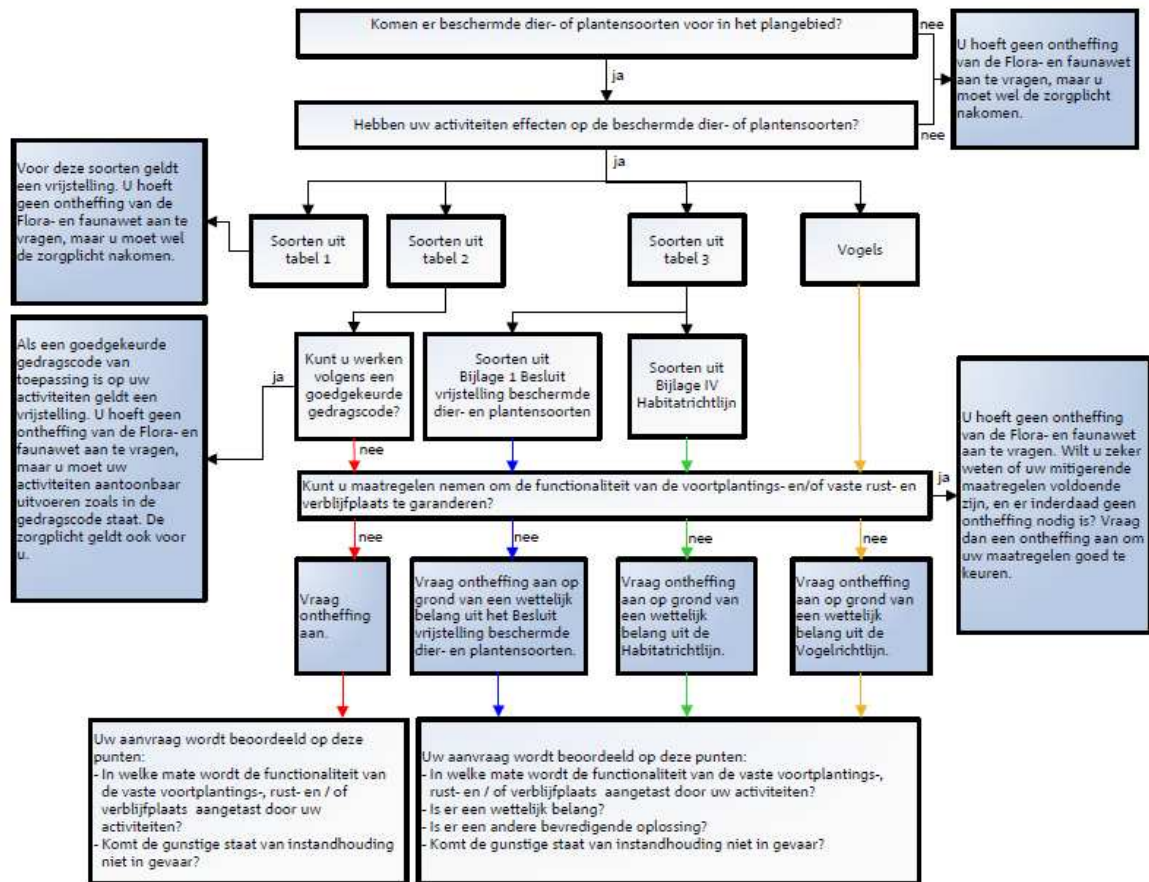 Komen er beschermde dier- of plantensoorten voor in het plangebied?
nee
U hoeft geen ontheffing
van de Flora- en faunawet
aan te vragen, maar u
moet wel de zorgplicht
nakomen.
ja
Hebben uw activiteiten effecten op de beschermde dier- of plantensoorten?
nee
ja
Voor deze soorten geldt
een vrijstelling. U hoeft
geen ontheffing van de
Flora- en faunawet aan te
vragen, maar u moet wel
de zorgplicht nakomen.
Soorten uit
tabel 1
Soorten uit
tabel 2
Soorten uit
tabel 3
Vogels
Als een goedgekeurde
gedragscode van
toepassing is op uw
activiteiten geldt een
vrijstelling. U hoeft geen
ontheffing van de Flora- en
faunawet aan te vragen,
maar u moet uw
activiteiten aantoonbaar
uitvoeren zoals in de
gedragscode staat. De
zorgplicht geldt ook voor
u.
ja
Kunt u werken
volgens een
goedgekeurde
gedragscode?
Soorten uit
Bijlage 1 Besluit
vrijstelling beschermde
dier- en plantensoorten
Soorten uit
Bijlage IV
Habitatrichtlijn
nee
Kunt u maatregelen nemen om de functionaliteit van de voortplantings- en/of vaste rust- en
verblijfplaats te garanderen?
ja
U hoeft geen ontheffing
van de Flora- en faunawet
aan te vragen. Wilt u zeker
weten of uw mitigerende
maatregelen voldoende
zijn, en er inderdaad geen
ontheffing nodig is? Vraag
dan een ontheffing aan om
uw maatregelen goed te
keuren.
nee
nee
nee
nee
Vraag
ontheffing
aan.
Vraag ontheffing aan op
grond van een wettelijk
belang uit het Besluit
vrijstelling beschermde
dier- en plantensoorten.
Vraag ontheffing
aan op grond van
een wettelijk
belang uit de
Habitatrichtlijn.
Vraag ontheffing
aan op grond van
een wettelijk
belang uit de
Vogelrichtlijn.
Uw aanvraag wordt beoordeeld op deze
punten:
- In welke mate wordt de functionaliteit van
de vaste voortplantings-, rust- en / of
verblijfplaats aangetast door uw
activiteiten?
- Komt de gunstige staat van instandhouding
niet in gevaar?
Uw aanvraag wordt beoordeeld op deze punten:
- In welke mate wordt de functionaliteit van de vaste voortplantings-,
rust- en / of verblijfplaats aangetast door uw activiteiten?
- Is er een wettelijk belang?
- Is er een andere bevredigende oplossing?
- Komt de gunstige staat van instandhouding niet in gevaar?